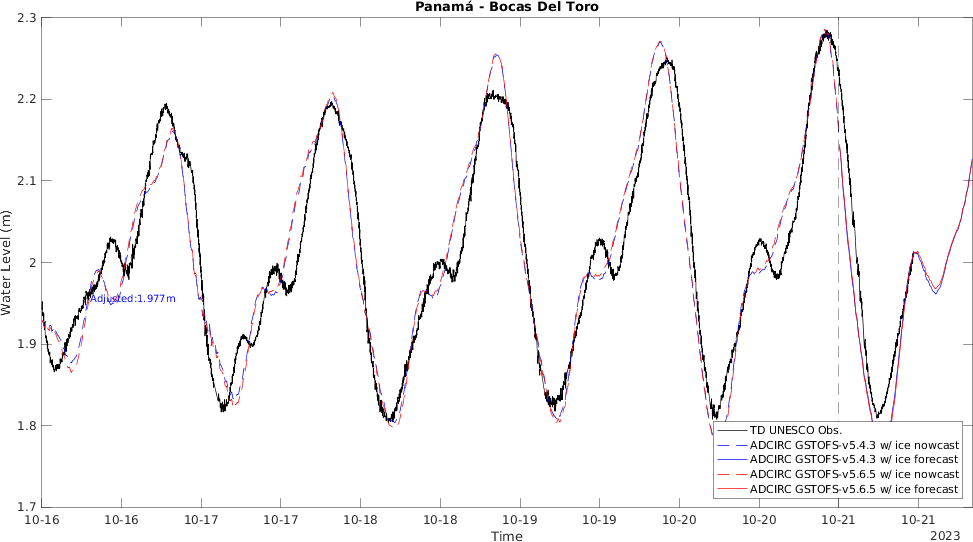 Panamá - Bocas Del Toro
2.3
2.2
2.1
2
1.9
1.8
1.7
Water Level (m)
Adjusted:1.977m
TD UNESCO Obs.
ADCIRC GSTOFS-v5.4.3 w/ ice nowcast
ADCIRC GSTOFS-v5.4.3 w/ ice forecast
ADCIRC GSTOFS-v5.6.5 w/ ice nowcast
ADCIRC GSTOFS-v5.6.5 w/ ice forecast
10-16 10-16 10-17 10-17 10-18 10-18 10-19 10-19 10-20 10-20 10-21 10-21
Time
2023